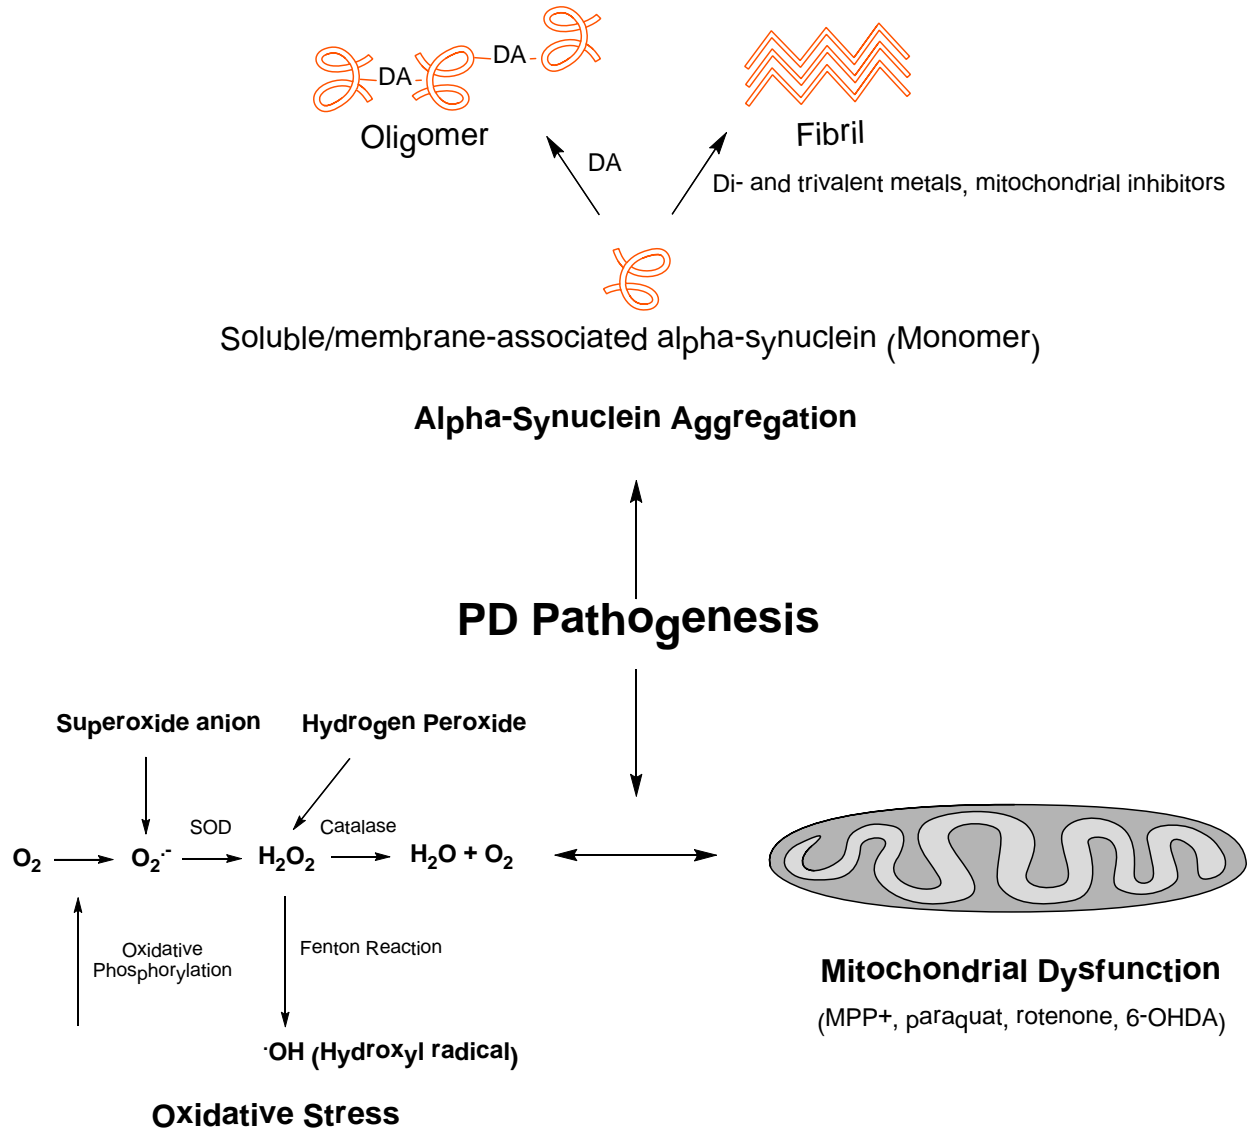 DA
DA
Oligomer
Fibril
DA
Di- and trivalent metals, mitochondrial inhibitors
Soluble/membrane-associated alpha-synuclein (Monomer)
Alpha-Synuclein Aggregation
PD Pathogenesis
Superoxide anion
Hydrogen Peroxide
SOD
Catalase
O₂
O₂·⁻
H₂O₂
H₂O + O₂
Oxidative
Phosphorylation
Fenton Reaction
Mitochondrial Dysfunction
(MPP+, paraquat, rotenone, 6-OHDA)
·OH (Hydroxyl radical)
Oxidative Stress